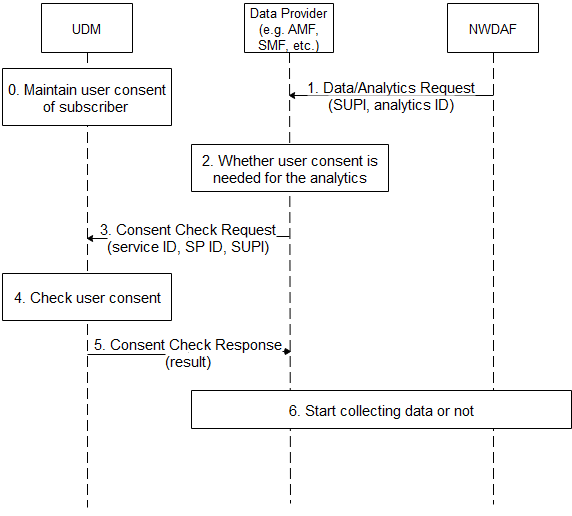 UDM
Data Provider
(e.g. AMF,
SMF, etc.)
NWDAF
0. Maintain user consent
of subscriber
1. Data/Analytics Request
(SUPI, analytics ID)
2. Whether user consent is
needed for the analytics
3. Consent Check Request
(service ID, SP ID, SUPI)
4. Check user consent
5. Consent Check Response
(result)
6. Start collecting data or not